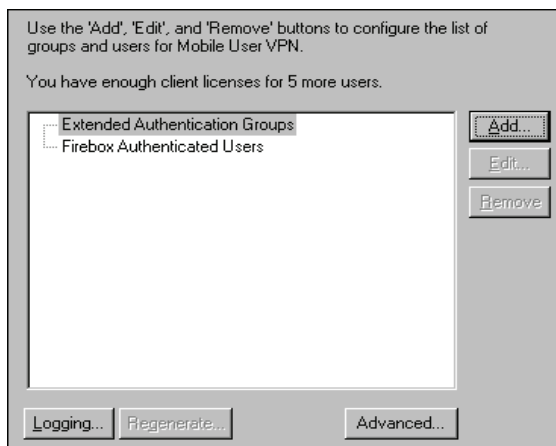 Use the 'Add', 'Edit', and 'Remove' buttons to configure the list of
groups and users for Mobile User VPN.
You have enough client licenses for 5 more users.
Extended Authentication Groups
Firebox Authenticated Users
Add...
Edit...
Remove
Logging...
Regenerate...
Advanced...